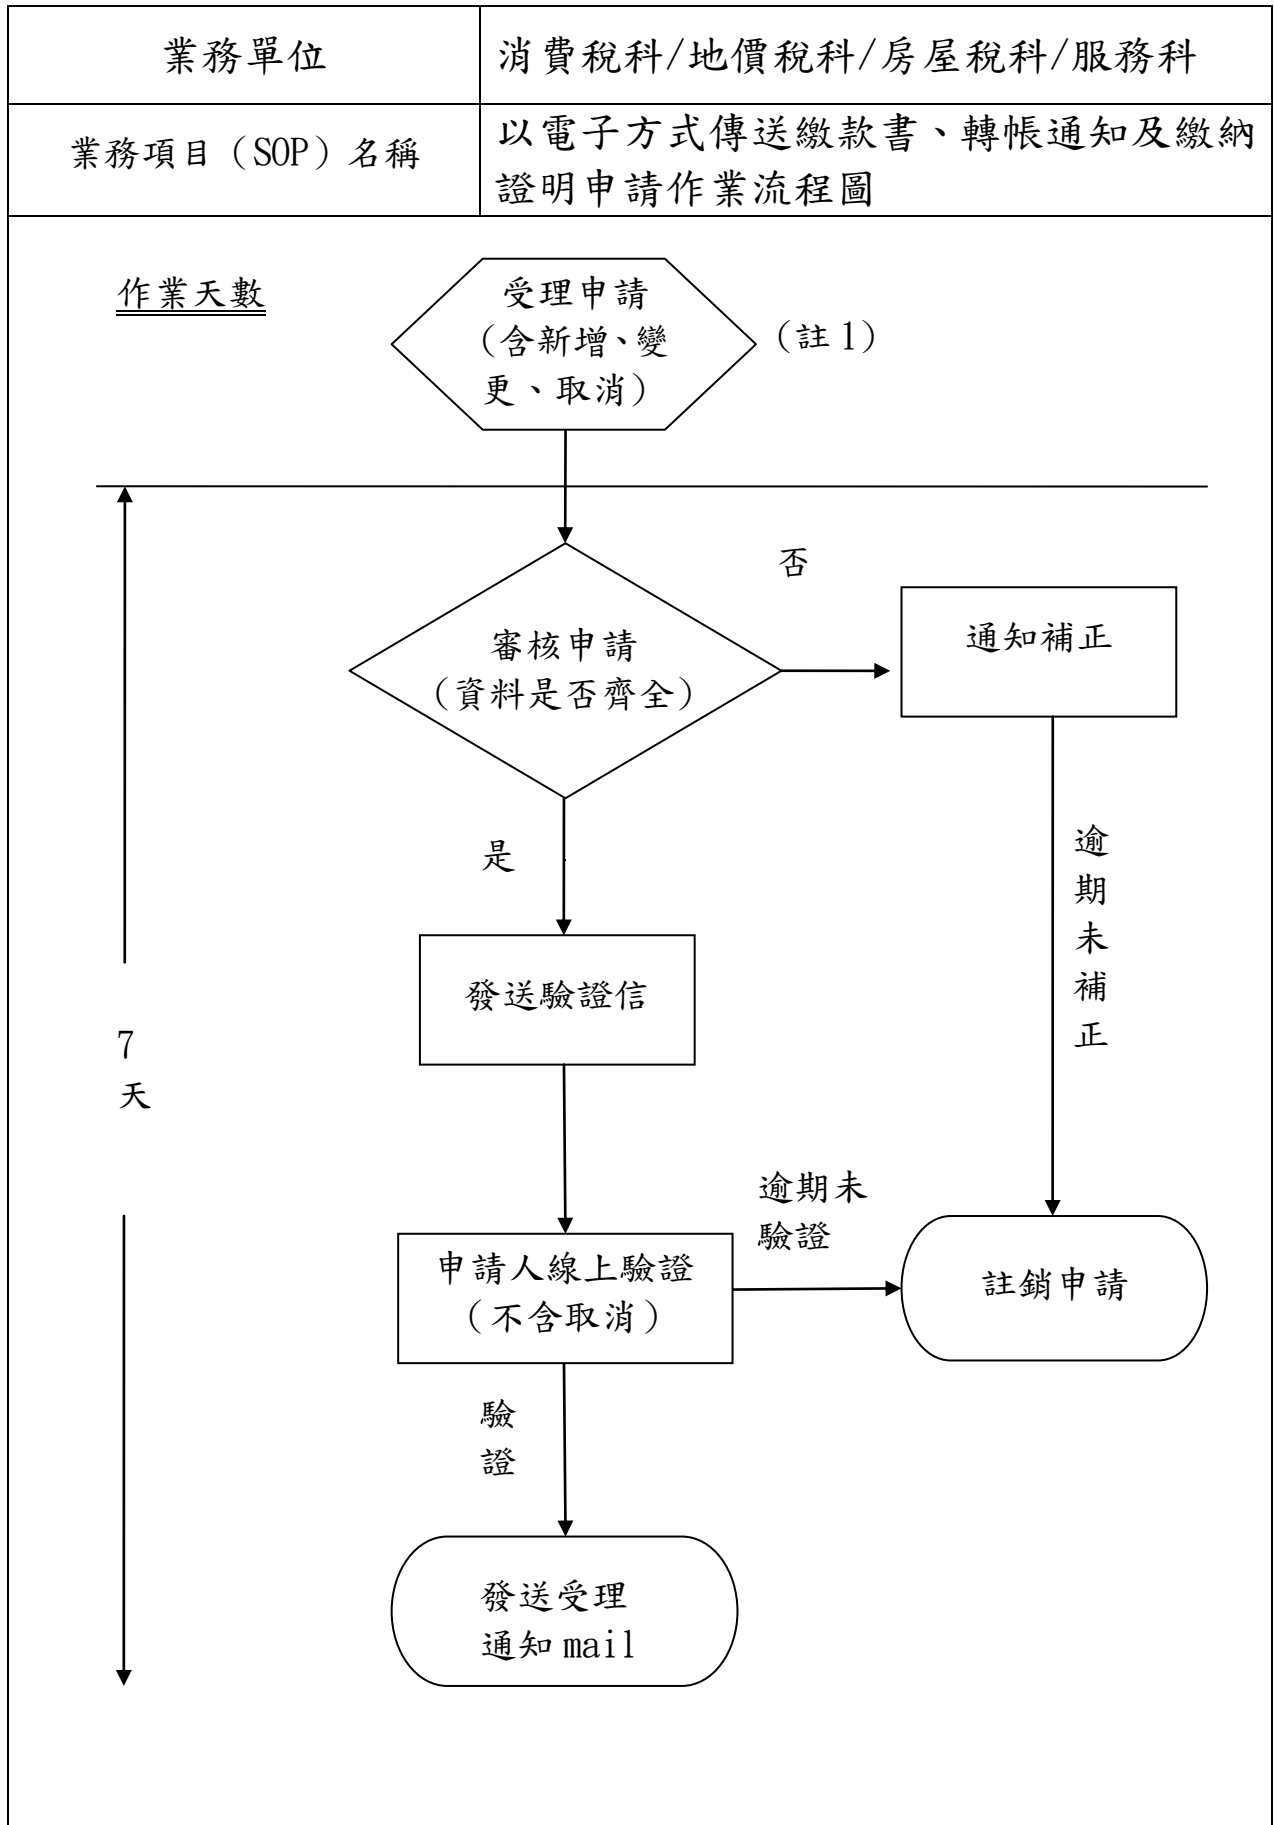 業務單位
消費稅科/地價稅科/房屋稅科/服務科
業務項目（SOP）名稱
以電子方式傳送繳款書、轉帳通知及繳納
證明申請作業流程圖
作業天數
受理申請
(含新增、變
更、取消)
(註1)
否
審核申請
(資料是否齊全)
通知補正
是
逾
期
未
補
正
發送驗證信
7
天
逾期未
驗證
申請人線上驗證
(不含取消)
註銷申請
驗
證
發送受理
通知mail